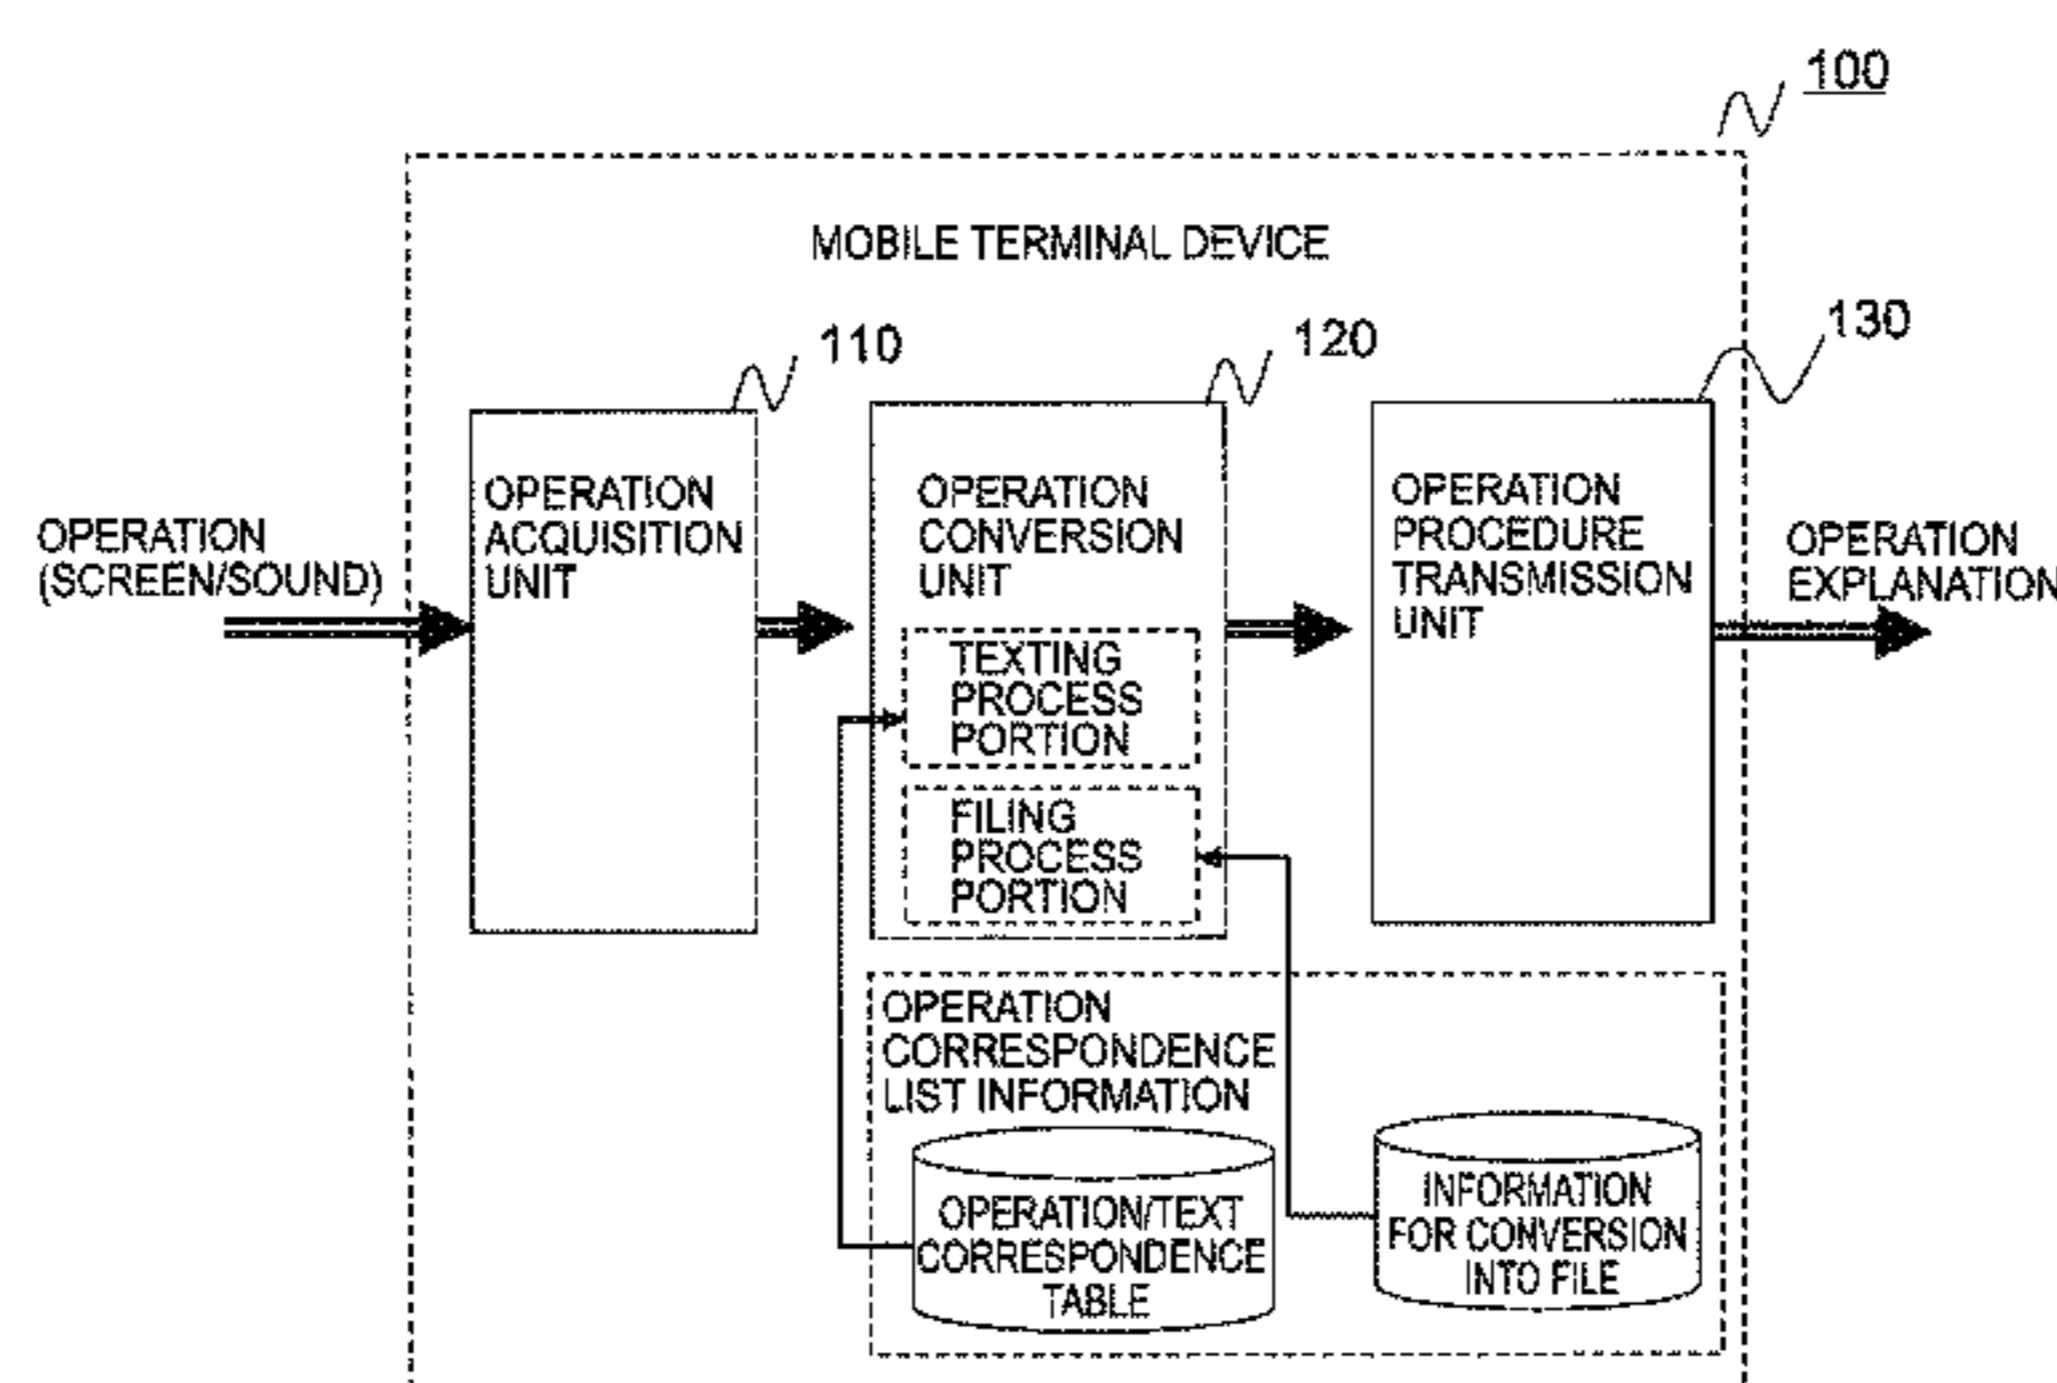 100
MOBILE TERMINAL DEVICE
110
120
130
OPERATION
(SCREEN/SOUND)
OPERATION
ACQUISITION
UNIT
OPERATION
CONVERSION
UNIT
TEXTING
PROCESS
PORTION
FILING
PROCESS
PORTION
OPERATION
PROCEDURE
TRANSMISSION
UNIT
OPERATION
EXPLANATION
OPERATION
CORRESPONDENCE
LIST INFORMATION
OPERATION/TEXT
CORRESPONDENCE
TABLE
INFORMATION
FOR CONVERSION
INTO FILE